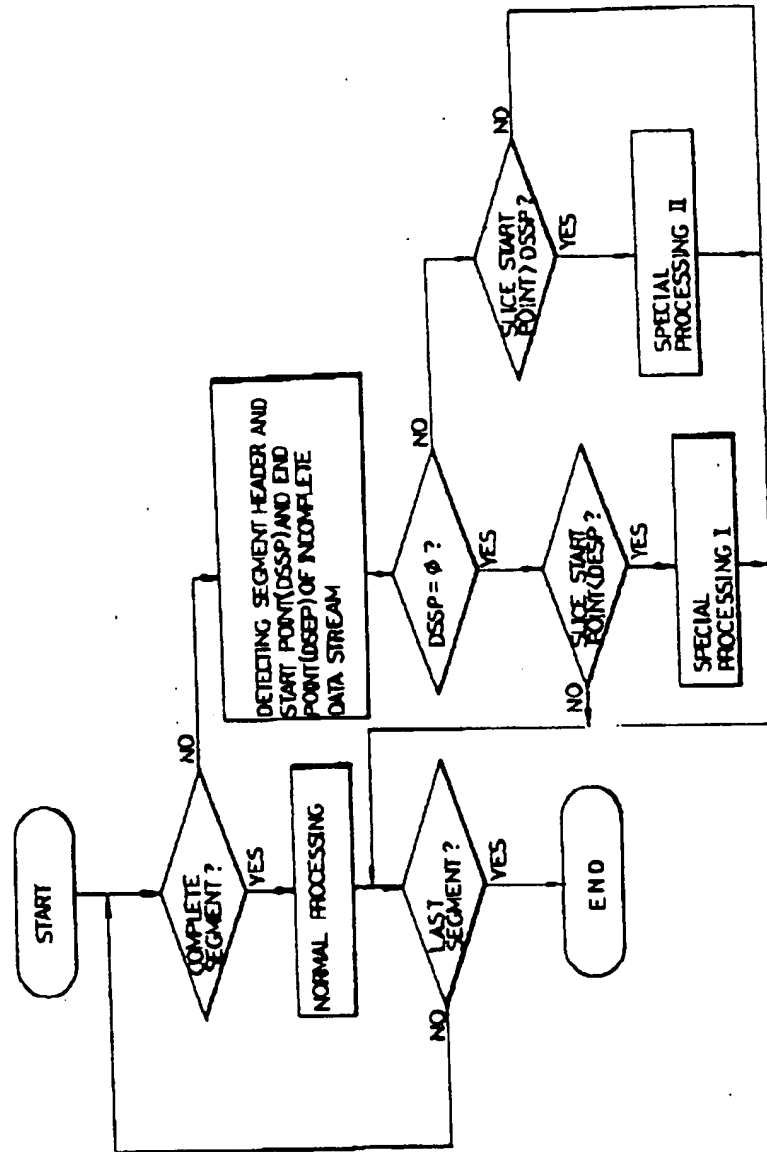 START
COMPLETE
SEGMENT?
NO
YES
NORMAL PROCESSING
LAST
SEGMENT?
NO
YES
END
DETECTING SEGMENT HEADER AND
START POINT(DSSP) AND END
POINT(DSEP) OF INCOMPLETE
DATA STREAM
DSSP = ø ?
NO
YES
SLICE START
POINT<DESP?
NO
YES
SPECIAL
PROCESSING I
SLICE START
POINT>DSSP?
NO
YES
SPECIAL
PROCESSING II